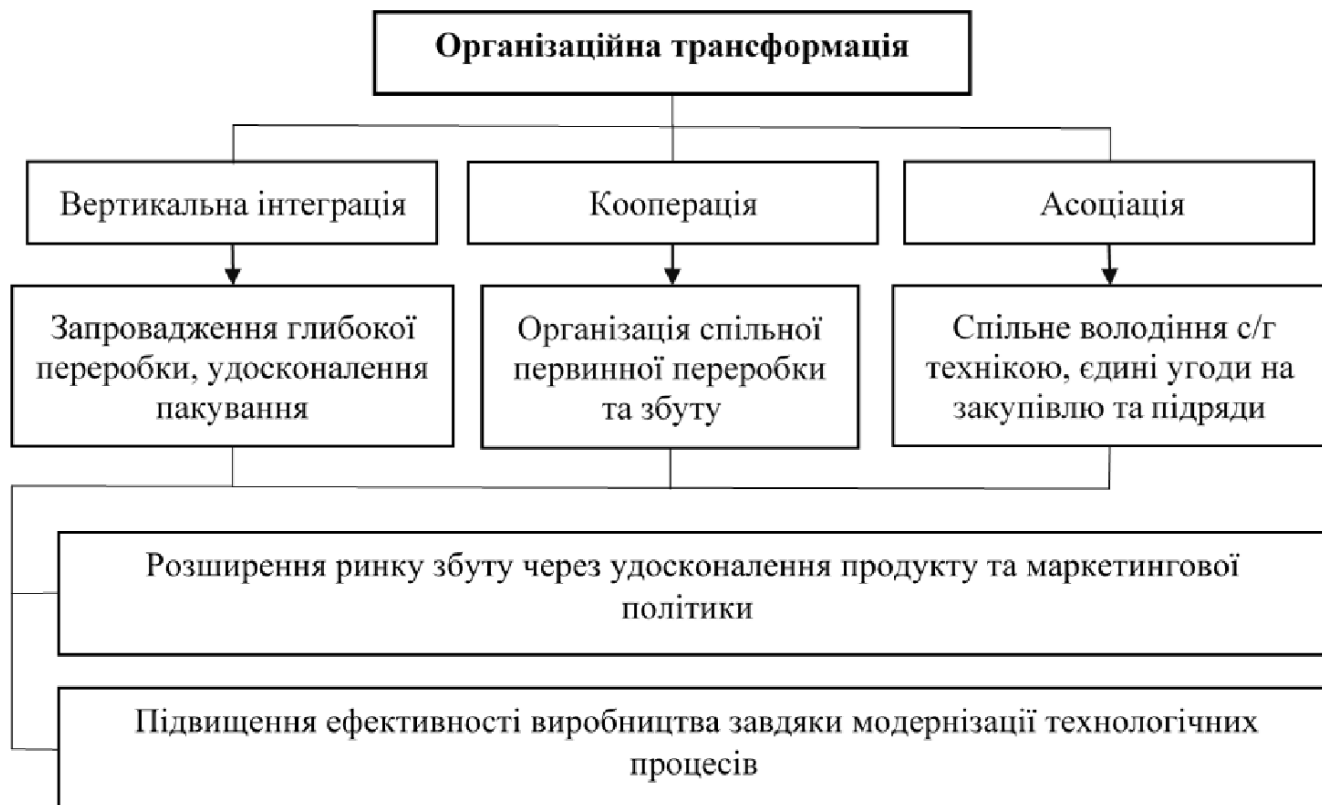 Організаційна трансформація
Вертикальна інтеграція
Кооперація
Асоціація
Запровадження глибокої
переробки, удосконалення
пакування
Організація спільної
первинної переробки
та збуту
Спільне володіння с/г
технікою, єдині угоди на
закупівлю та підряди
Розширення ринку збуту через удосконалення продукту та маркетингової
політики
Підвищення ефективності виробництва завдяки модернізації технологічних
процесів